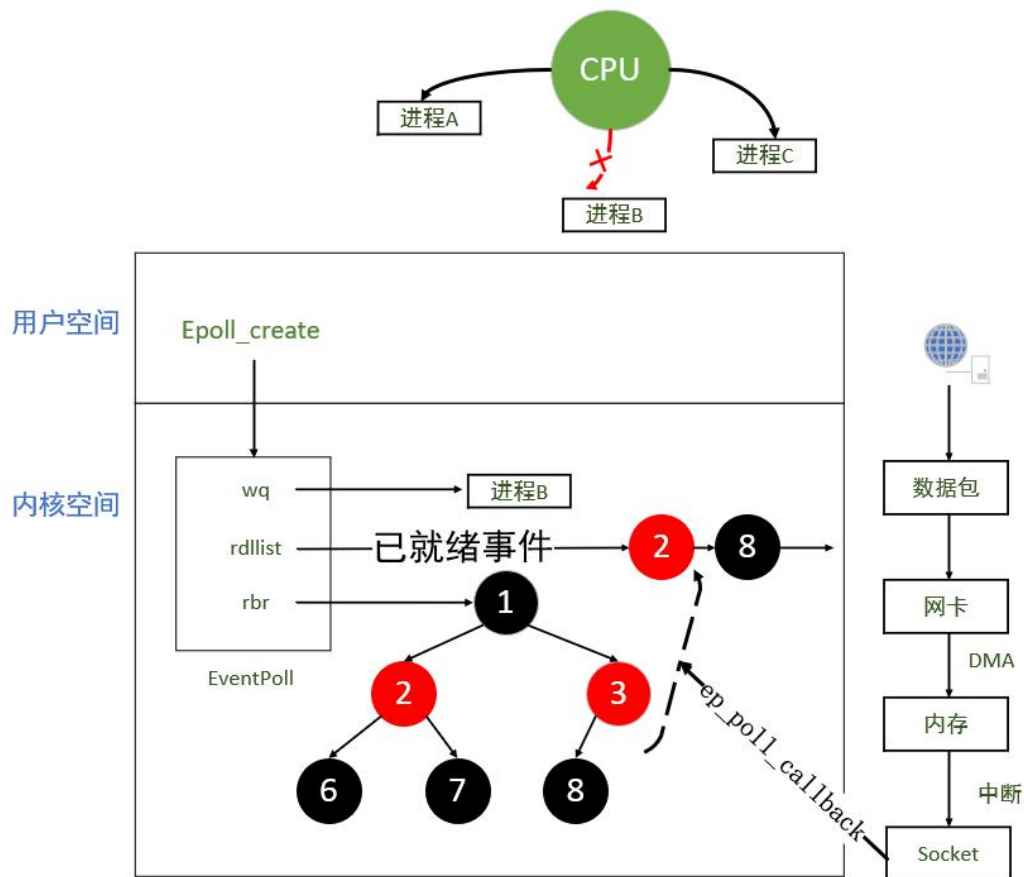 CPU
进程A
进程C
进程B
用户空间
Epoll_create
内核空间
wq
进程B
rdllist
已就绪事件
2
8
rbr
1
EventPoll
2
3
6
7
8
ep_poll_callback
数据包
网卡
DMA
内存
中断
Socket